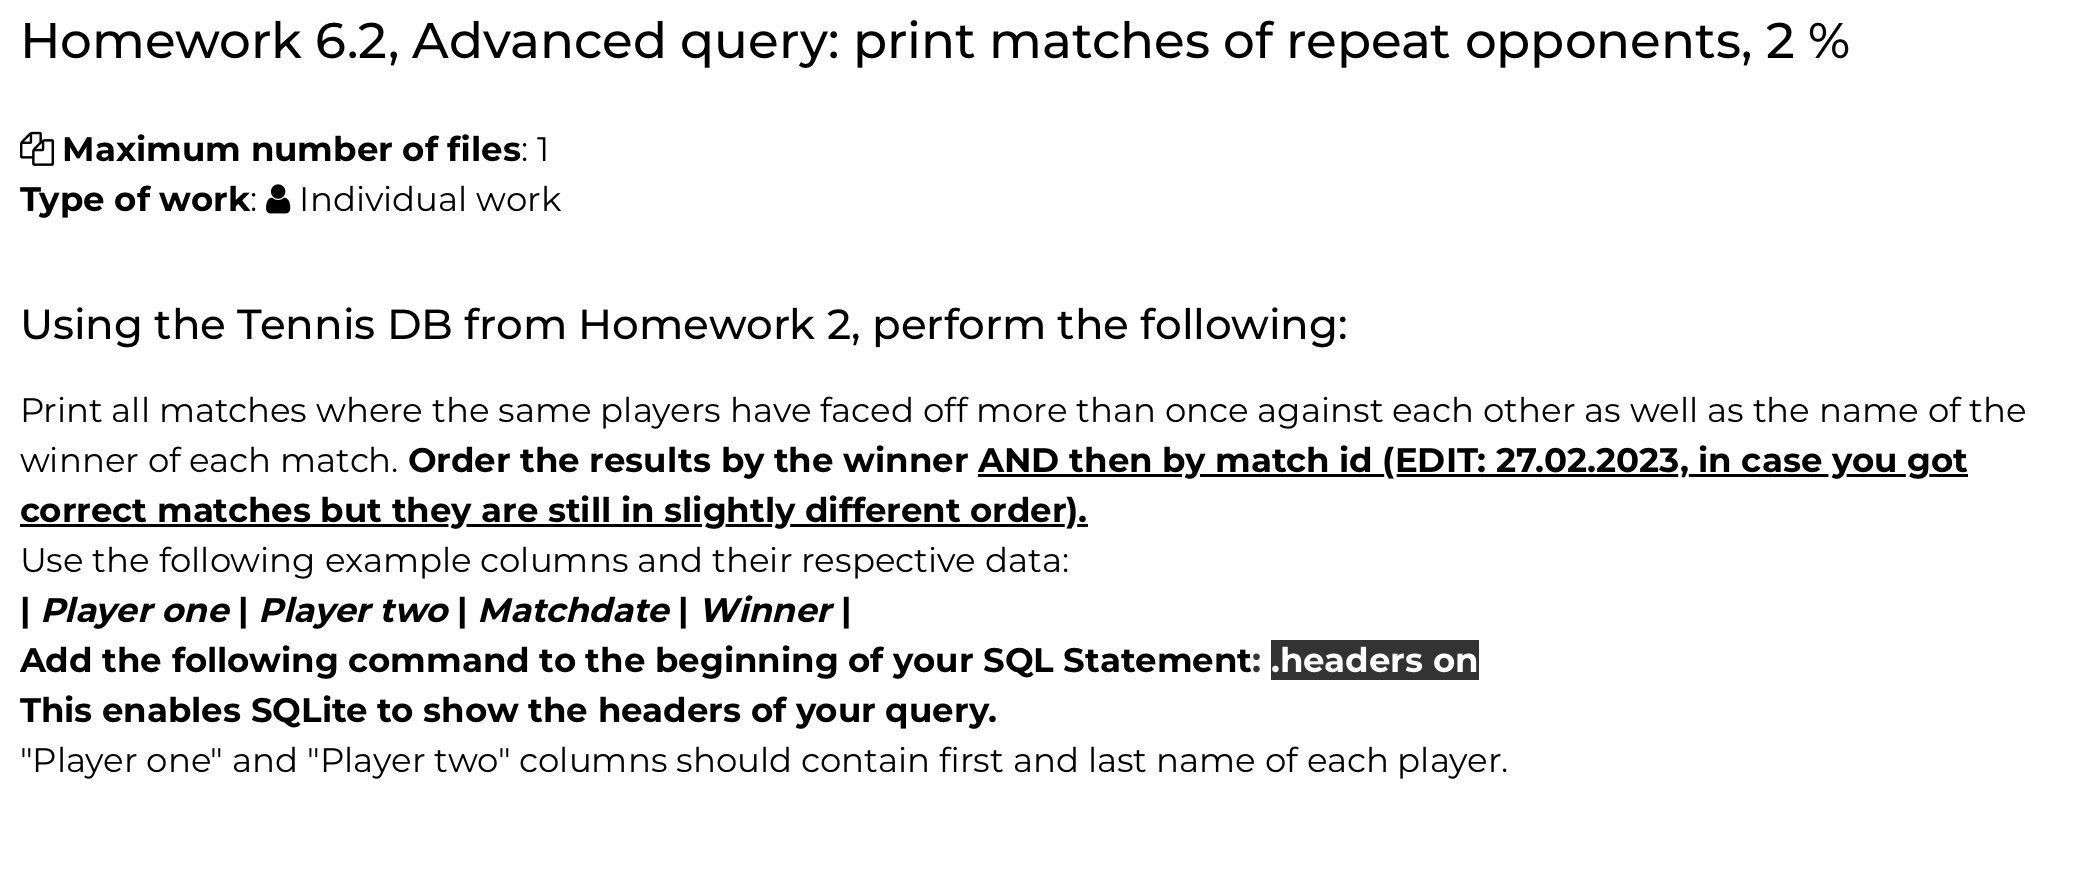 Homework 6.2, Advanced query: print matches of repeat opponents, 2 %
Maximum number of files: 1
Type of work: Individual work
Using the Tennis DB from Homework 2, perform the following:
Print all matches where the same players have faced off more than once against each other as well as the name of the
winner of each match. Order the results by the winner AND then by match id (EDIT: 27.02.2023, in case you got
correct matches but they are still in slightly different order).
Use the following example columns and their respective data:
| Player one | Player two | Matchdate | Winner |
Add the following command to the beginning of your SQL Statement: .headers on
This enables SQLite to show the headers of your query.
"Player one" and "Player two" columns should contain first and last name of each player.